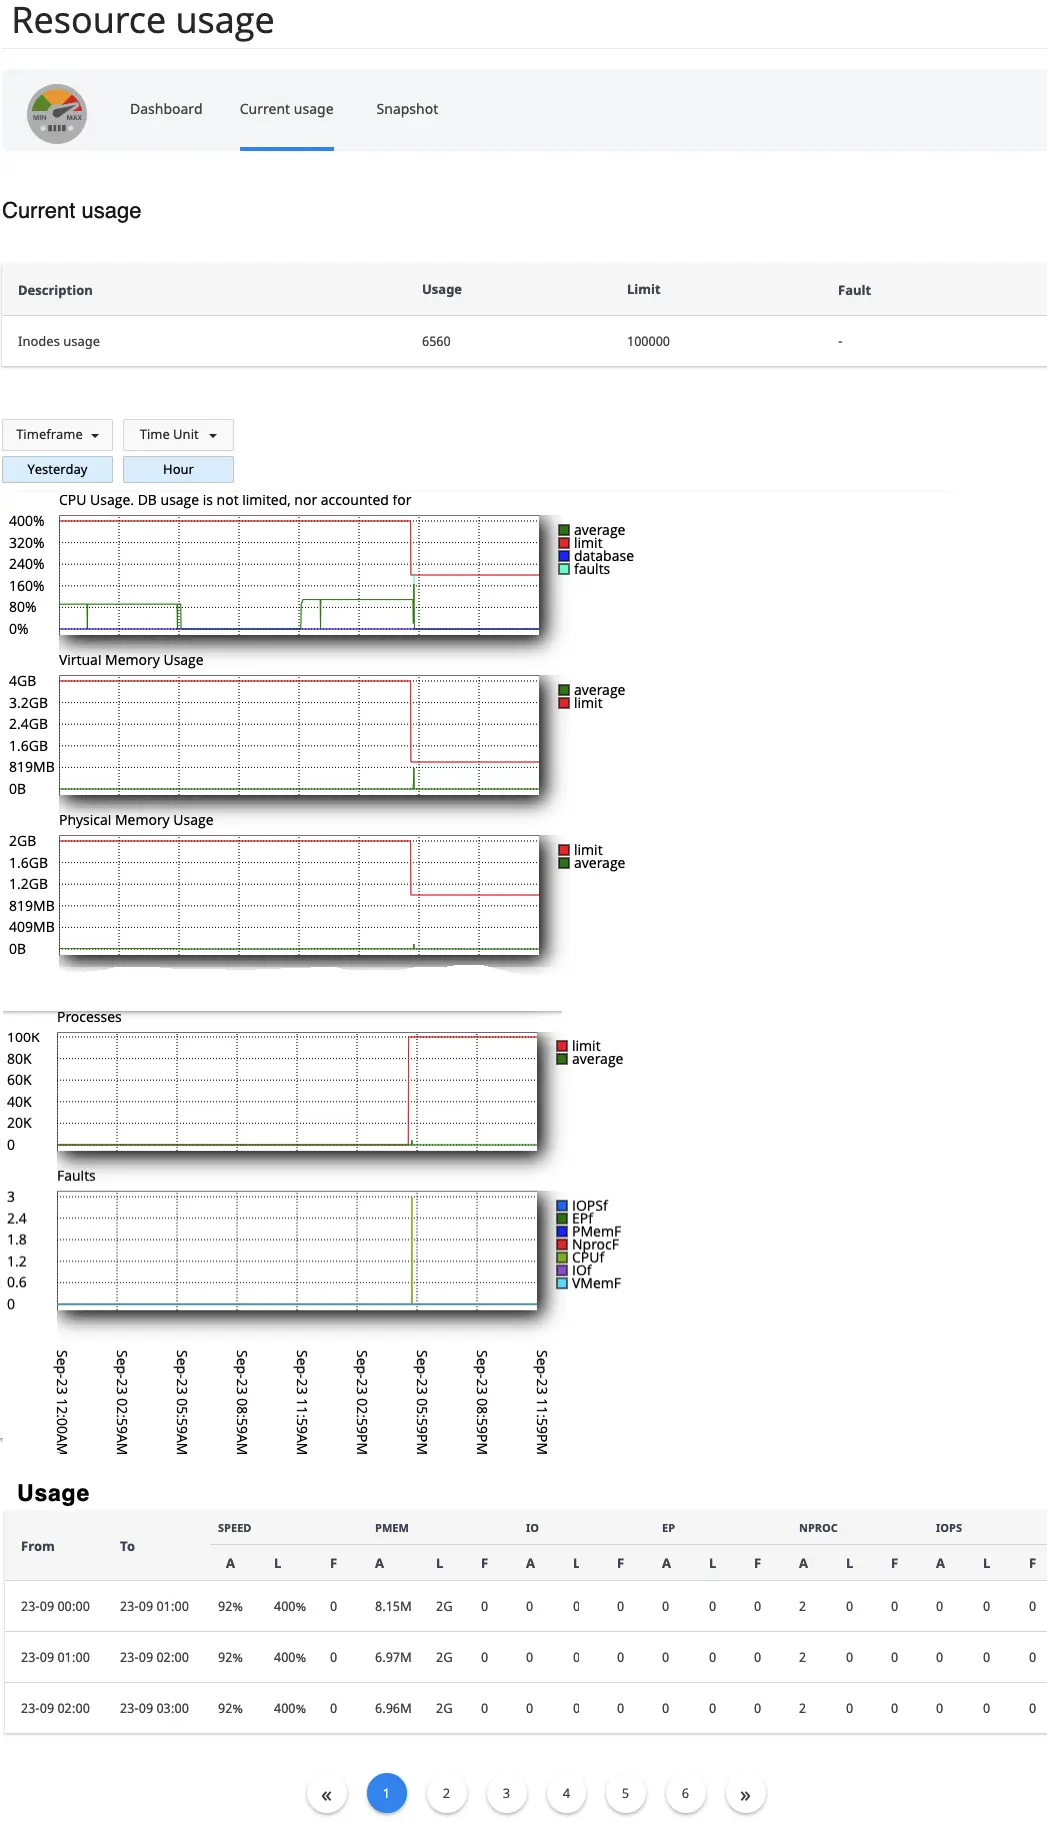 Resource usage
MIN MAX
Dashboard Current usage Snapshot
Current usage
Description Usage Limit Fault
Inodes usage 6560 100000 -
Timeframe Time Unit
Yesterday Hour
CPU Usage. DB usage is not limited, nor accounted for
400%
320%
240%
160%
80%
0%
average
limit
database
faults
Virtual Memory Usage
4GB
3.2GB
2.4GB
1.6GB
819MB
0B
average
limit
Physical Memory Usage
2GB
1.6GB
1.2GB
819MB
409MB
0B
limit
average
Processes
100K
80K
60K
40K
20K
0
limit
average
Faults
3
2.4
1.8
1.2
0.6
0
IOPSf
EPf
PMemF
NprocF
CPUf
IOf
VMemF
Sep-23 12:00AM
Sep-23 02:59AM
Sep-23 05:59AM
Sep-23 08:59AM
Sep-23 11:59AM
Sep-23 02:59PM
Sep-23 05:59PM
Sep-23 08:59PM
Sep-23 11:59PM
Usage
From To SPEED PMEM IO EP NPROC IOPS
A L F A L F A L F A L F A L F A L F
23-09 00:00 23-09 01:00 92% 400% 0 8.15M 2G 0 0 0 0 0 0 0 2 0 0 0 0 0
23-09 01:00 23-09 02:00 92% 400% 0 6.97M 2G 0 0 0 0 0 0 0 2 0 0 0 0 0
23-09 02:00 23-09 03:00 92% 400% 0 6.96M 2G 0 0 0 0 0 0 0 2 0 0 0 0 0
« 1 2 3 4 5 6 »